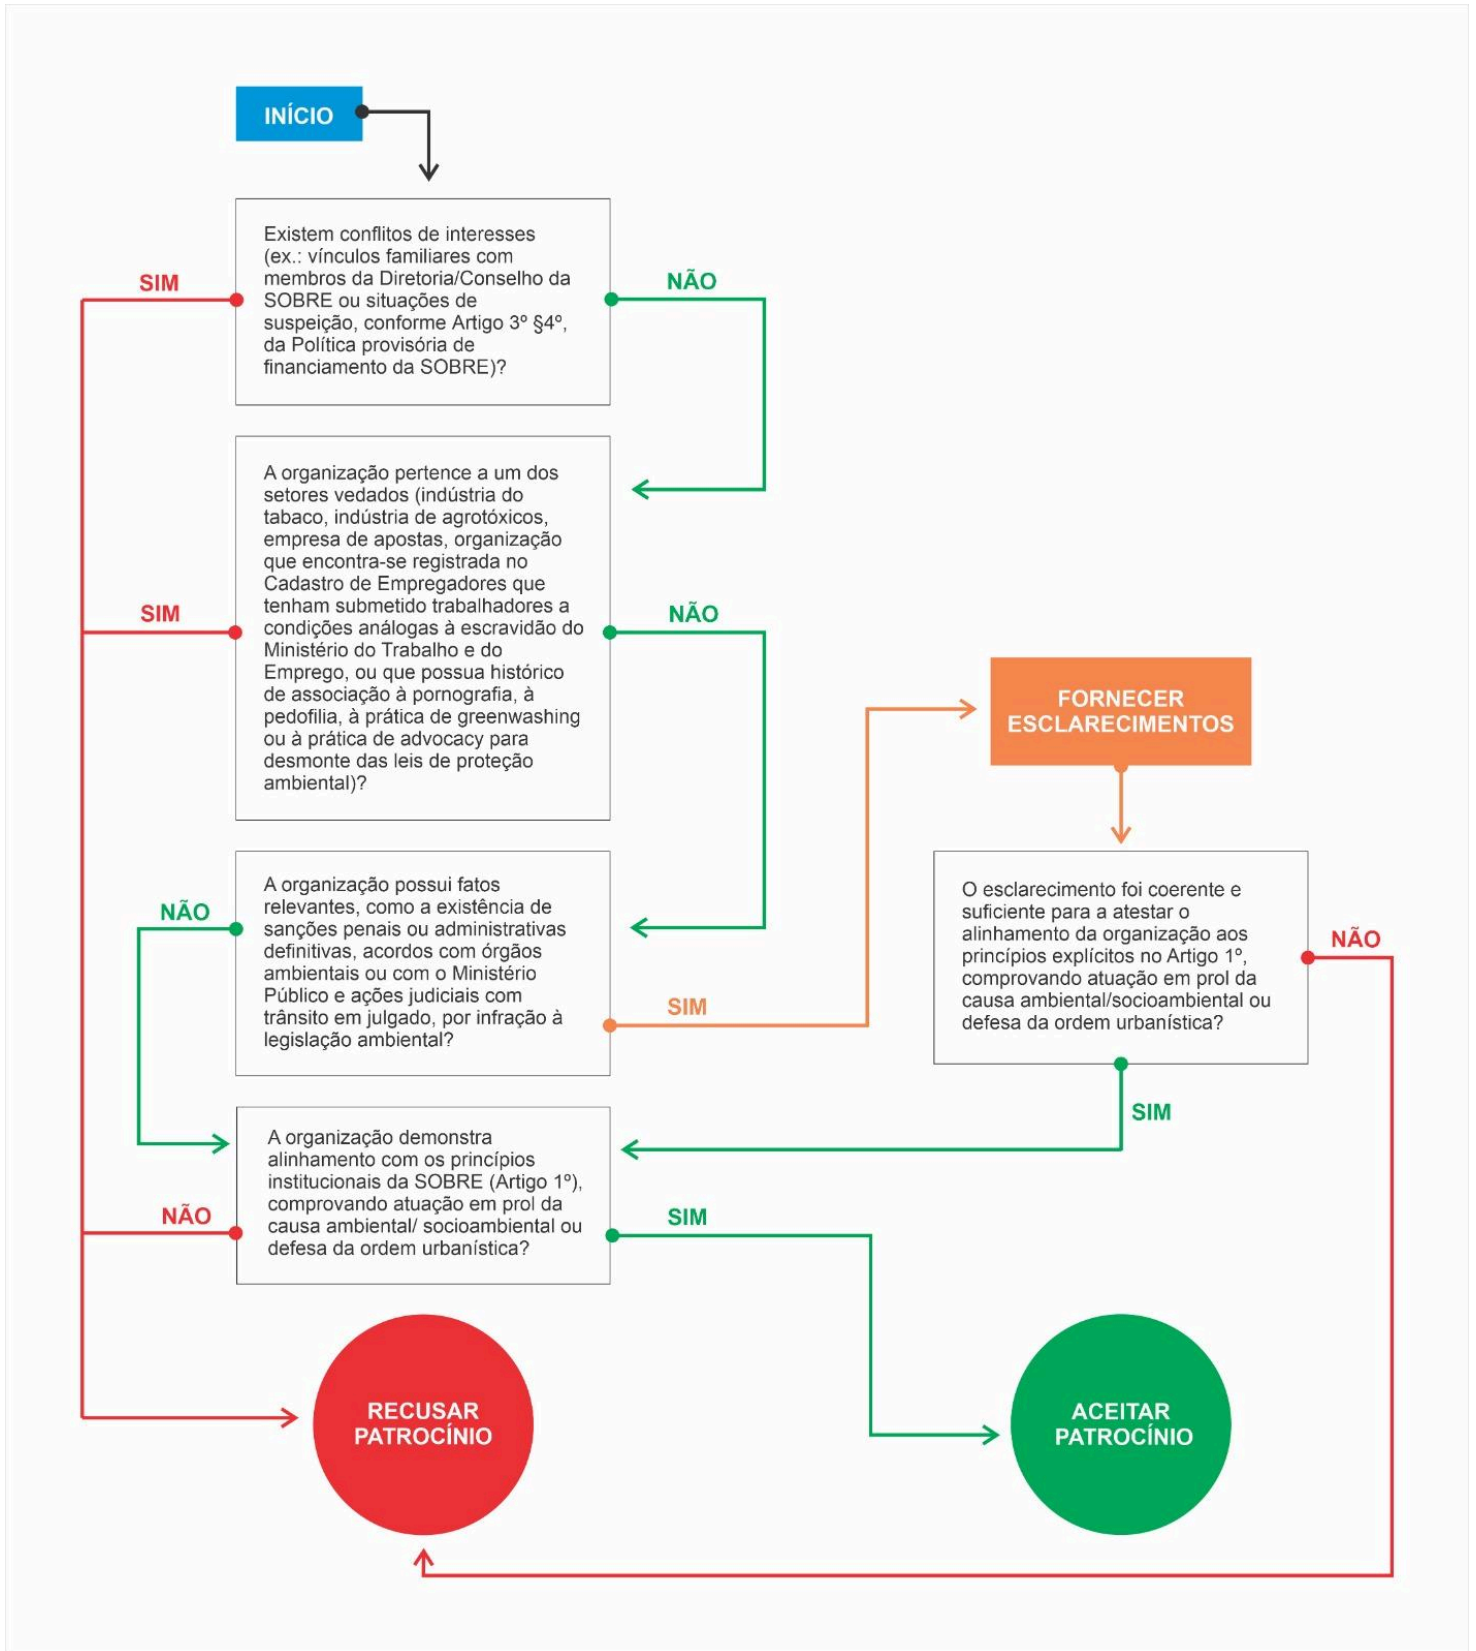 INÍCIO
Existem conflitos de interesses
(ex.: vínculos familiares com
membros da Diretoria/Conselho da
SOBRE ou situações de
suspeição, conforme Artigo 3º §4º,
da Política provisória de
financiamento da SOBRE)?
SIM
NÃO
A organização pertence a um dos
setores vedados (indústria do
tabaco, indústria de agrotóxicos,
empresa de apostas, organização
que encontra-se registrada no
Cadastro de Empregadores que
tenham submetido trabalhadores a
condições análogas à escravidão do
Ministério do Trabalho e do
Emprego, ou que possua histórico
de associação à pornografia, à
pedofilia, à prática de greenwashing
ou à prática de advocacy para
desmonte das leis de proteção
ambiental)?
SIM
NÃO
A organização possui fatos
relevantes, como a existência de
sanções penais ou administrativas
definitivas, acordos com órgãos
ambientais ou com o Ministério
Público e ações judiciais com
trânsito em julgado, por infração à
legislação ambiental?
NÃO
SIM
FORNECER
ESCLARECIMENTOS
O esclarecimento foi coerente e
suficiente para a atestar o
alinhamento da organização aos
princípios explícitos no Artigo 1º,
comprovando atuação em prol da
causa ambiental/socioambiental ou
defesa da ordem urbanística?
NÃO
SIM
A organização demonstra
alinhamento com os princípios
institucionais da SOBRE (Artigo 1º),
comprovando atuação em prol da
causa ambiental/ socioambiental ou
defesa da ordem urbanística?
NÃO
SIM
RECUSAR
PATROCÍNIO
ACEITAR
PATROCÍNIO